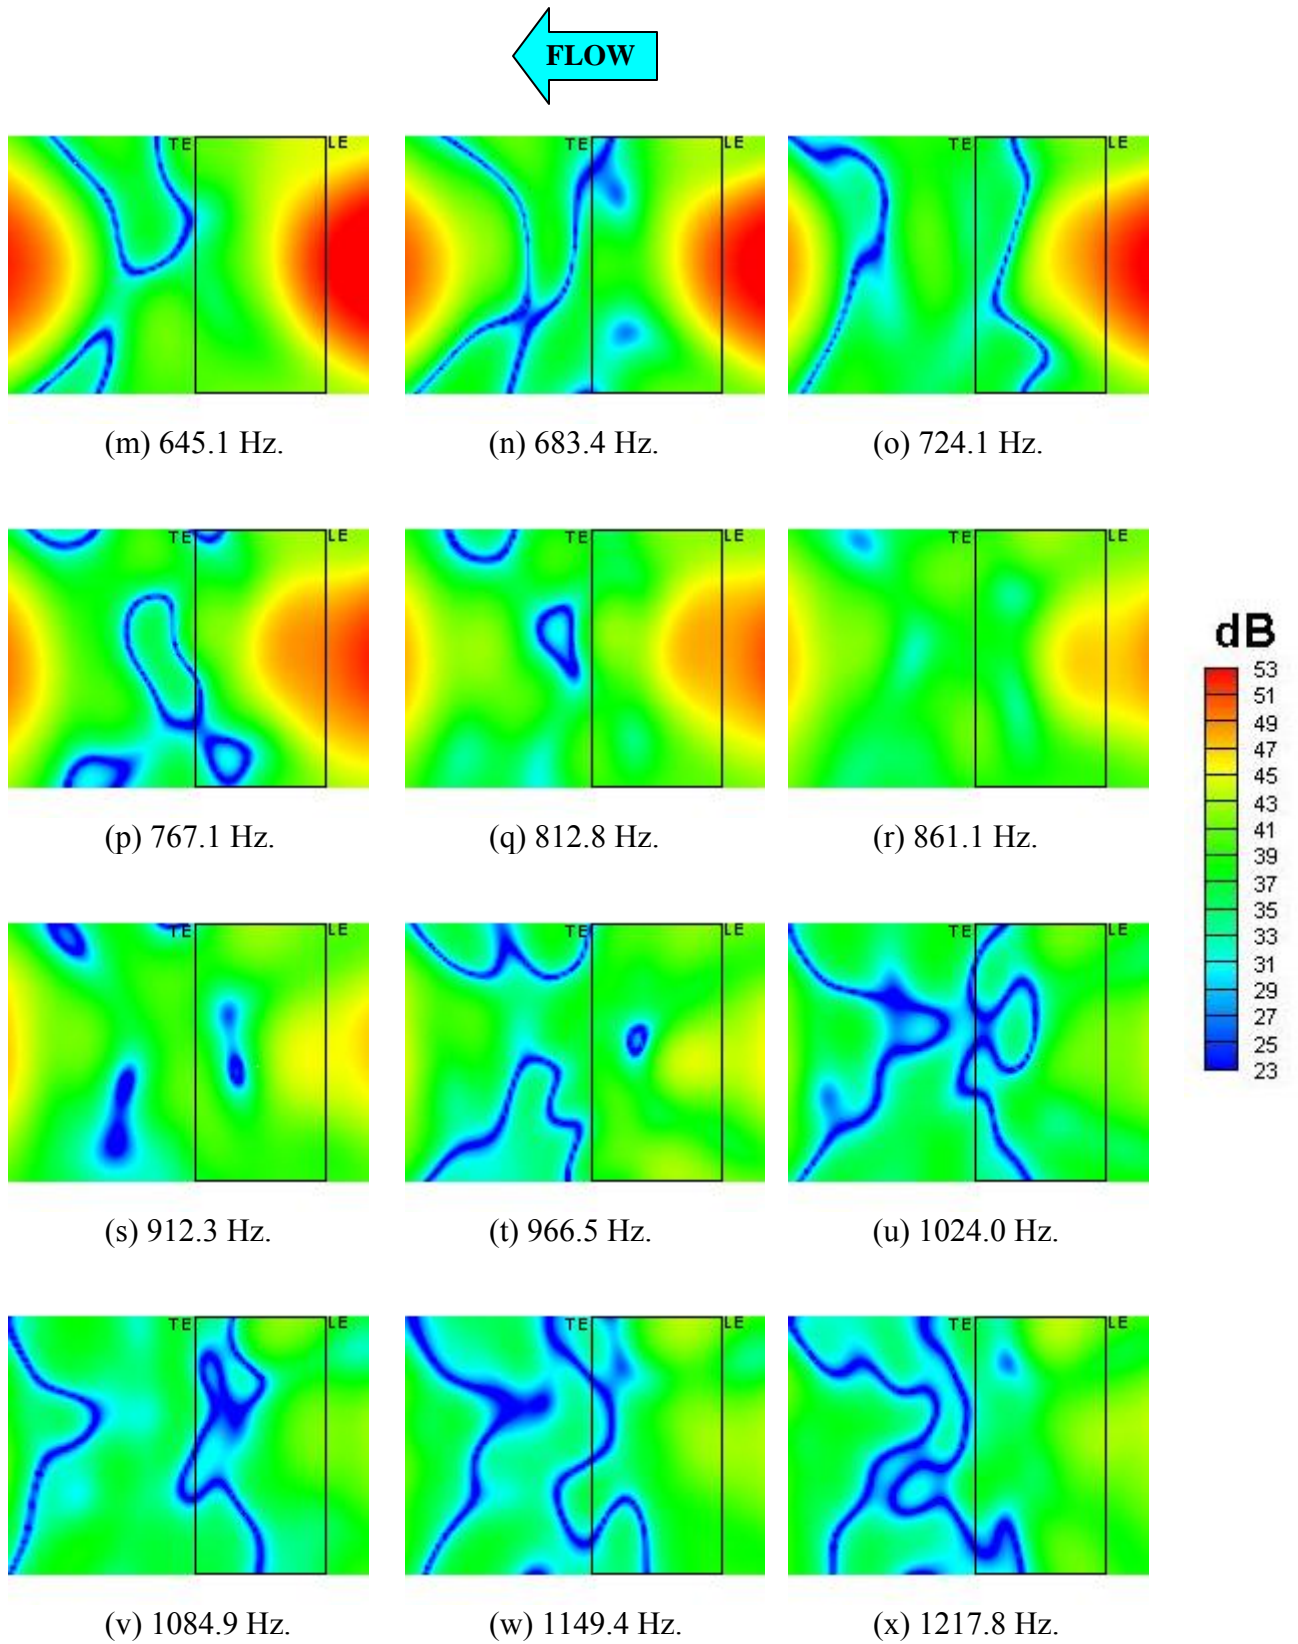 FLOW
TE LE TE LE TE LE
(m) 645.1 Hz. (n) 683.4 Hz. (o) 724.1 Hz.
TE LE TE LE TE LE
(p) 767.1 Hz. (q) 812.8 Hz. (r) 861.1 Hz.
dB
53
51
49
47
45
43
41
39
37
35
33
31
29
27
25
23
TE LE TE LE TE LE
(s) 912.3 Hz. (t) 966.5 Hz. (u) 1024.0 Hz.
TE LE TE LE TE LE
(v) 1084.9 Hz. (w) 1149.4 Hz. (x) 1217.8 Hz.